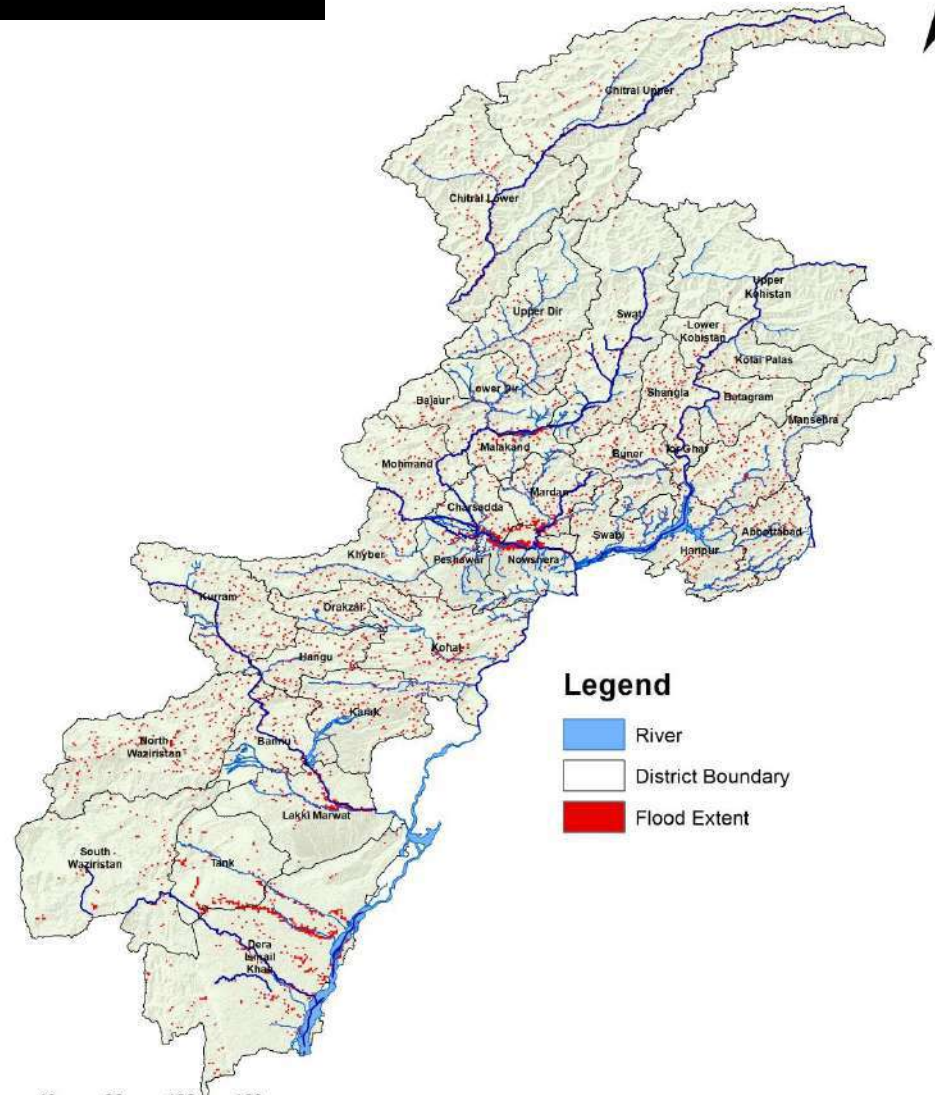 Chitral Upper
Chitral Lower
Upper
Kohistan
Upper Dir
Swat
Lower
Kohistan
Kolai Palas
Lower Dir
Bajaur
Shangla
Batagram
Mansehra
Malakand
Buner
Tor Ghar
Mohmand
Mardan
Charsadda
Swabi
Abbottabad
Haripur
Khyber
Peshawar
Nowshera
Kurram
Orakzai
Kohat
Hangu
Karak
North
Waziristan
Bannu
Lakki Marwat
South
Waziristan
Tank
Dera
Ismail
Khan
Legend
River
District Boundary
Flood Extent